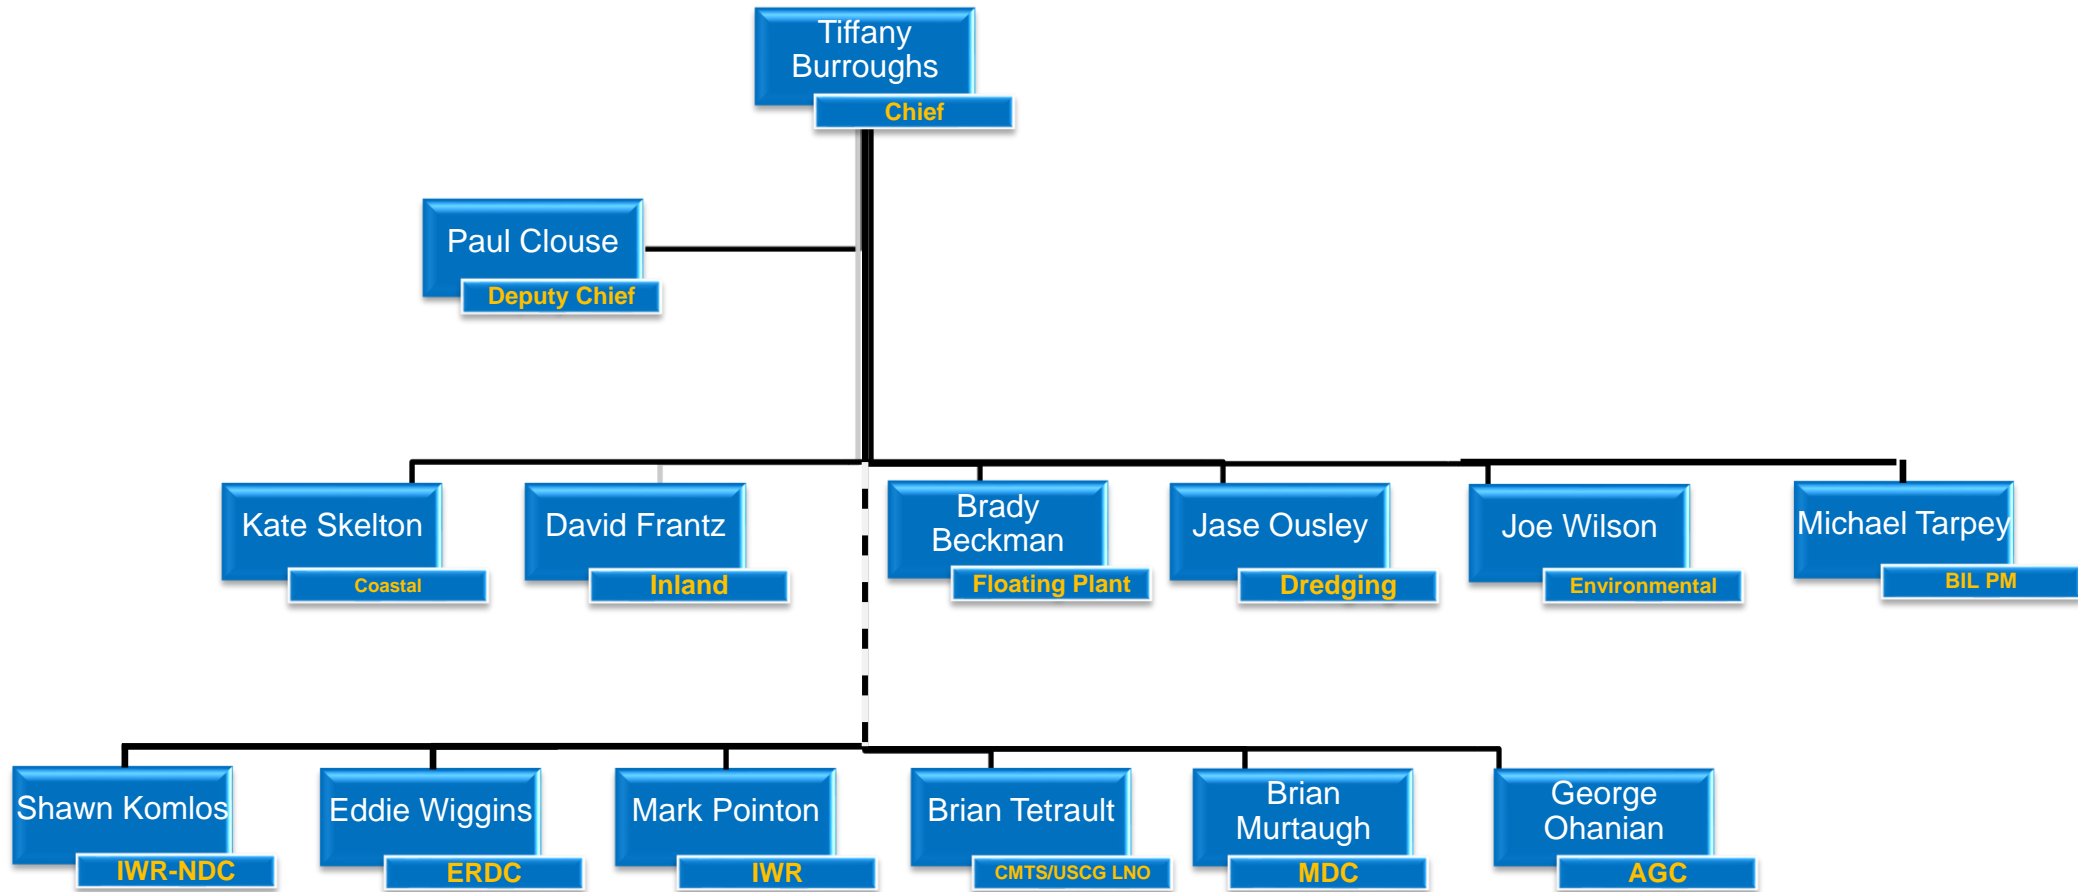 Tiffany
Burroughs
Chief
Paul Clouse
Deputy Chief
Kate Skelton
Coastal
David Frantz
Inland
Brady
Beckman
Floating Plant
Jase Ousley
Dredging
Joe Wilson
Environmental
Michael Tarpey
BIL PM
Shawn Komlos
IWR-NDC
Eddie Wiggins
ERDC
Mark Pointon
IWR
Brian Tetrault
CMTS/USCG LNO
Brian
Murtaugh
MDC
George
Ohanian
AGC